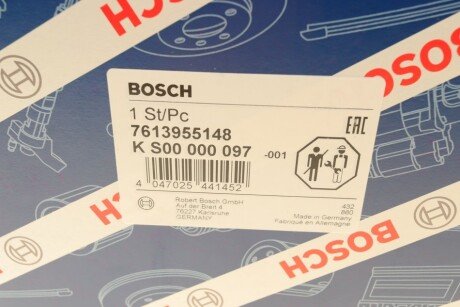 BOSCH
1 St/Pc
7613955148
K S00 000 097 -001
EAC
4 047025 441452
Robert Bosch GmbH
Auf der Breit 4
76227 Karlsruhe
GERMANY
432
Made in Germany
Fabriqué en Allemagne
BOSCH
BOSCH
BOSCH